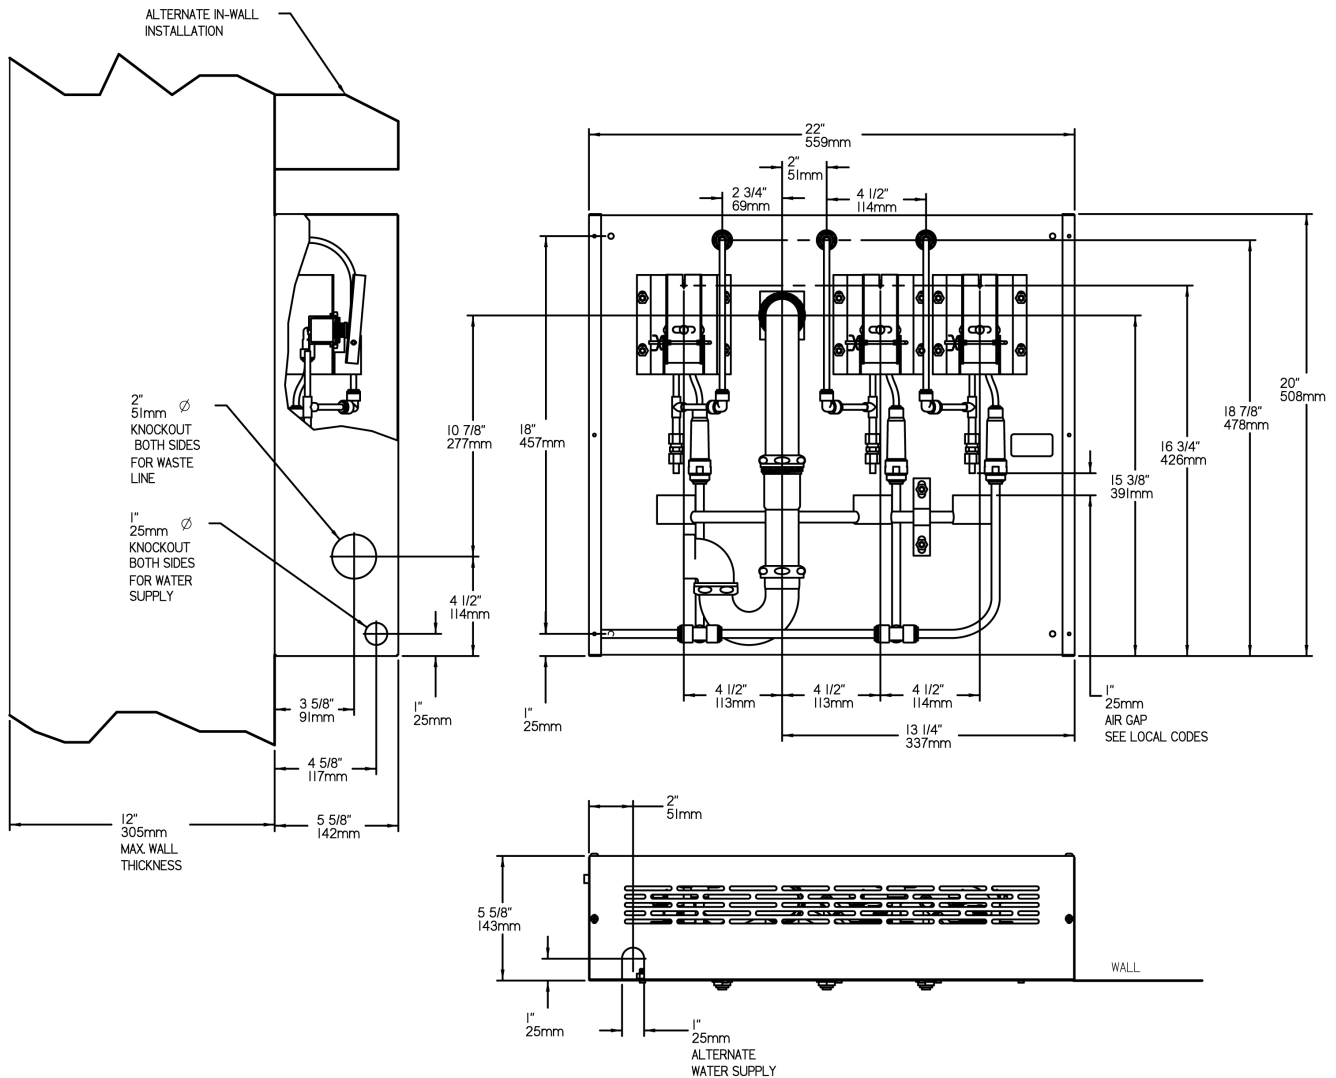 ALTERNATE IN-WALL
INSTALLATION
22"
559mm
2"
51mm
2 3/4"
69mm
4 1/2"
114mm
2"
51mm Ø
KNOCKOUT
BOTH SIDES
FOR WASTE
LINE
1"
25mm Ø
KNOCKOUT
BOTH SIDES
FOR WATER
SUPPLY
10 7/8"
277mm
18"
457mm
20"
508mm
18 7/8"
478mm
16 3/4"
426mm
15 3/8"
391mm
4 1/2"
114mm
3 5/8"
91mm
1"
25mm
1"
25mm
4 1/2"
113mm
4 1/2"
113mm
4 1/2"
114mm
13 1/4"
337mm
1"
25mm
AIR GAP
SEE LOCAL CODES
4 5/8"
117mm
12"
305mm
MAX. WALL
THICKNESS
5 5/8"
142mm
2"
51mm
5 5/8"
143mm
WALL
1"
25mm
1"
25mm
ALTERNATE
WATER SUPPLY